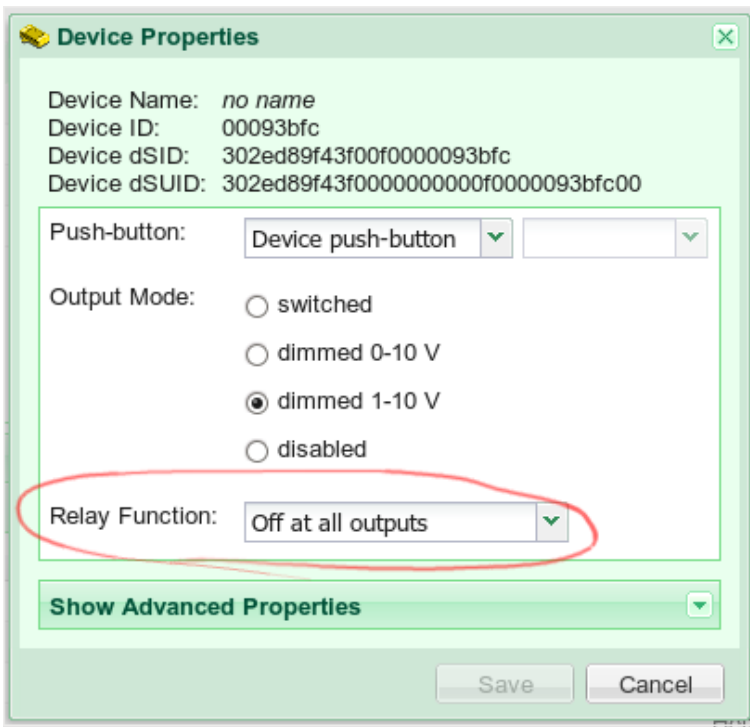 Device Properties
Device Name: no name
Device ID: 00093bfc
Device dSID: 302ed89f43f00f0000093bfc
Device dSUID: 302ed89f43f0000000000f0000093bfc00
Push-button: Device push-button
Output Mode: switched
dimmed 0-10 V
dimmed 1-10 V
disabled
Relay Function: Off at all outputs
Show Advanced Properties
Save Cancel